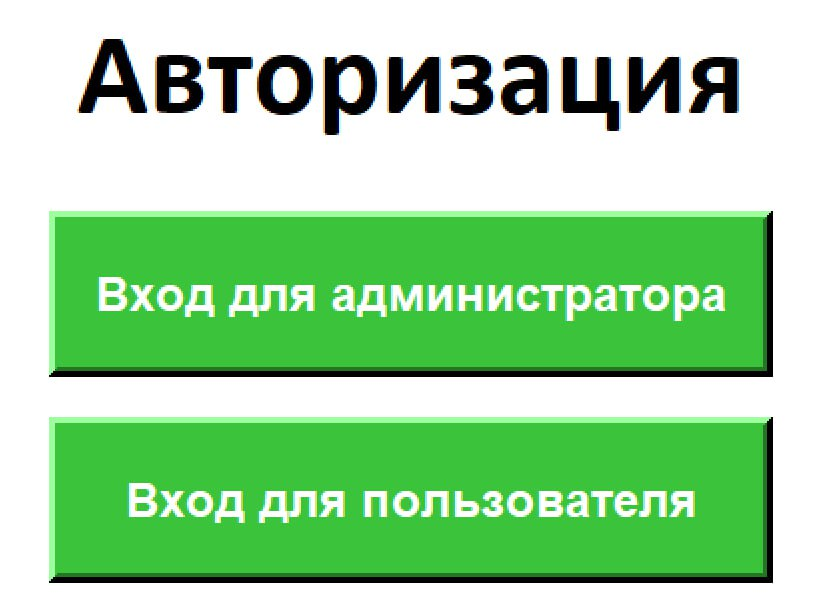 Авторизация
Вход для администратора
Вход для пользователя